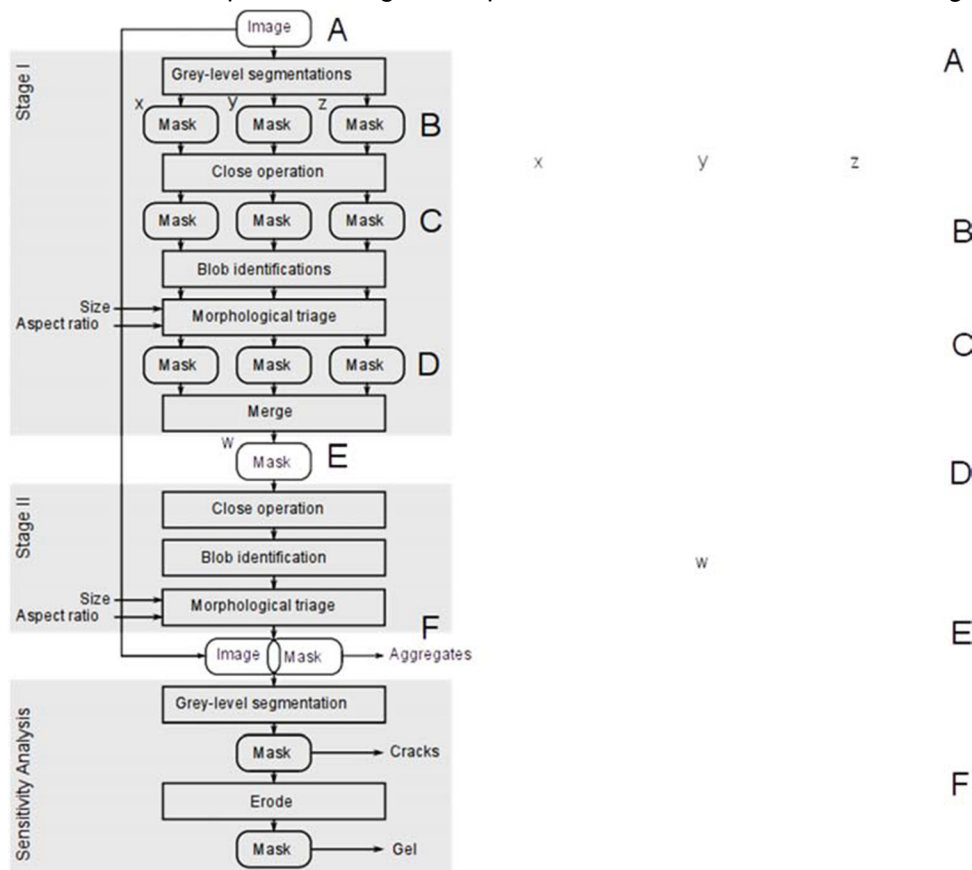 Image A
Stage I
Grey-level segmentations
x y z
Mask Mask Mask B
Close operation
Mask Mask Mask C
Blob identifications
Size
Aspect ratio
Morphological triage
Mask Mask Mask D
Merge
w
Mask E
Stage II
Close operation
Blob identification
Size
Aspect ratio
Morphological triage
F
Image Mask Aggregates
Sensitivity Analysis
Grey-level segmentation
Mask Cracks
Erode
Mask Gel
A
x y z
B
C
D
w
E
F